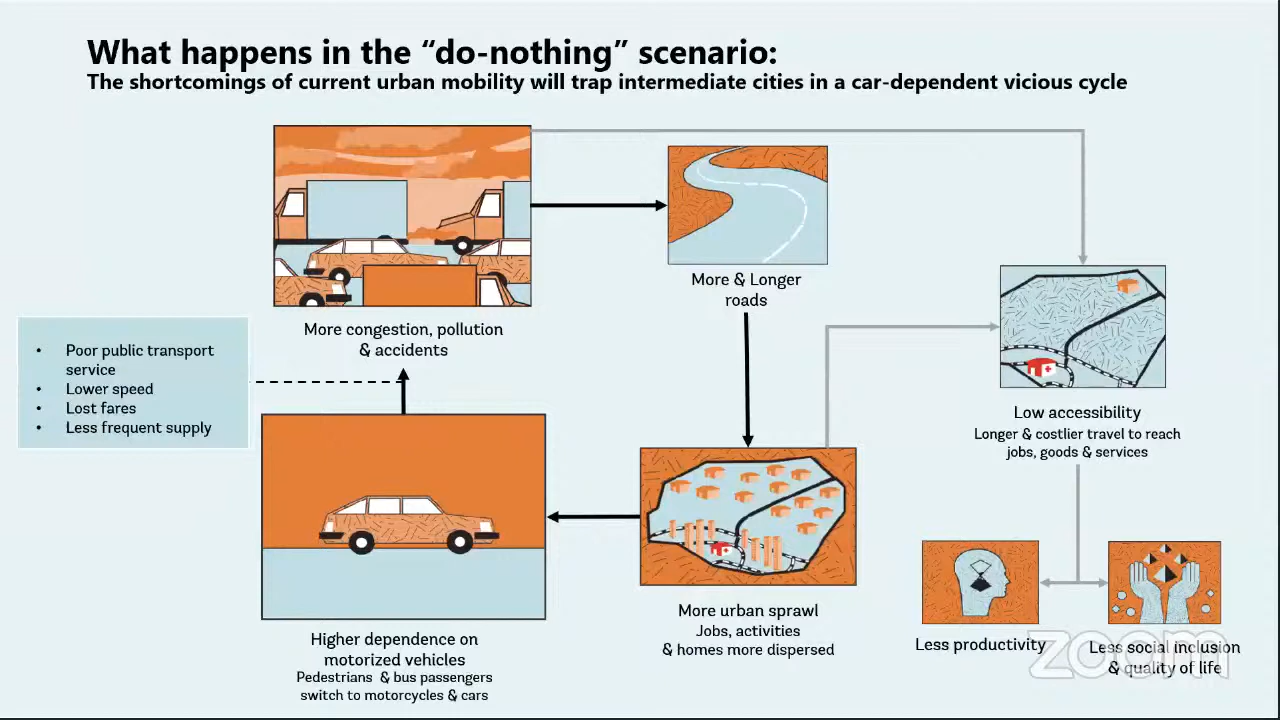 What happens in the “do-nothing” scenario:
The shortcomings of current urban mobility will trap intermediate cities in a car-dependent vicious cycle
More & Longer
roads
More congestion, pollution
& accidents
• Poor public transport
service
• Lower speed
• Lost fares
• Less frequent supply
Low accessibility
Longer & costlier travel to reach
jobs, goods & services
More urban sprawl
Jobs, activities
& homes more dispersed
Higher dependence on
motorized vehicles
Pedestrians & bus passengers
switch to motorcycles & cars
Less productivity
Less social inclusion
& quality of life
zoom